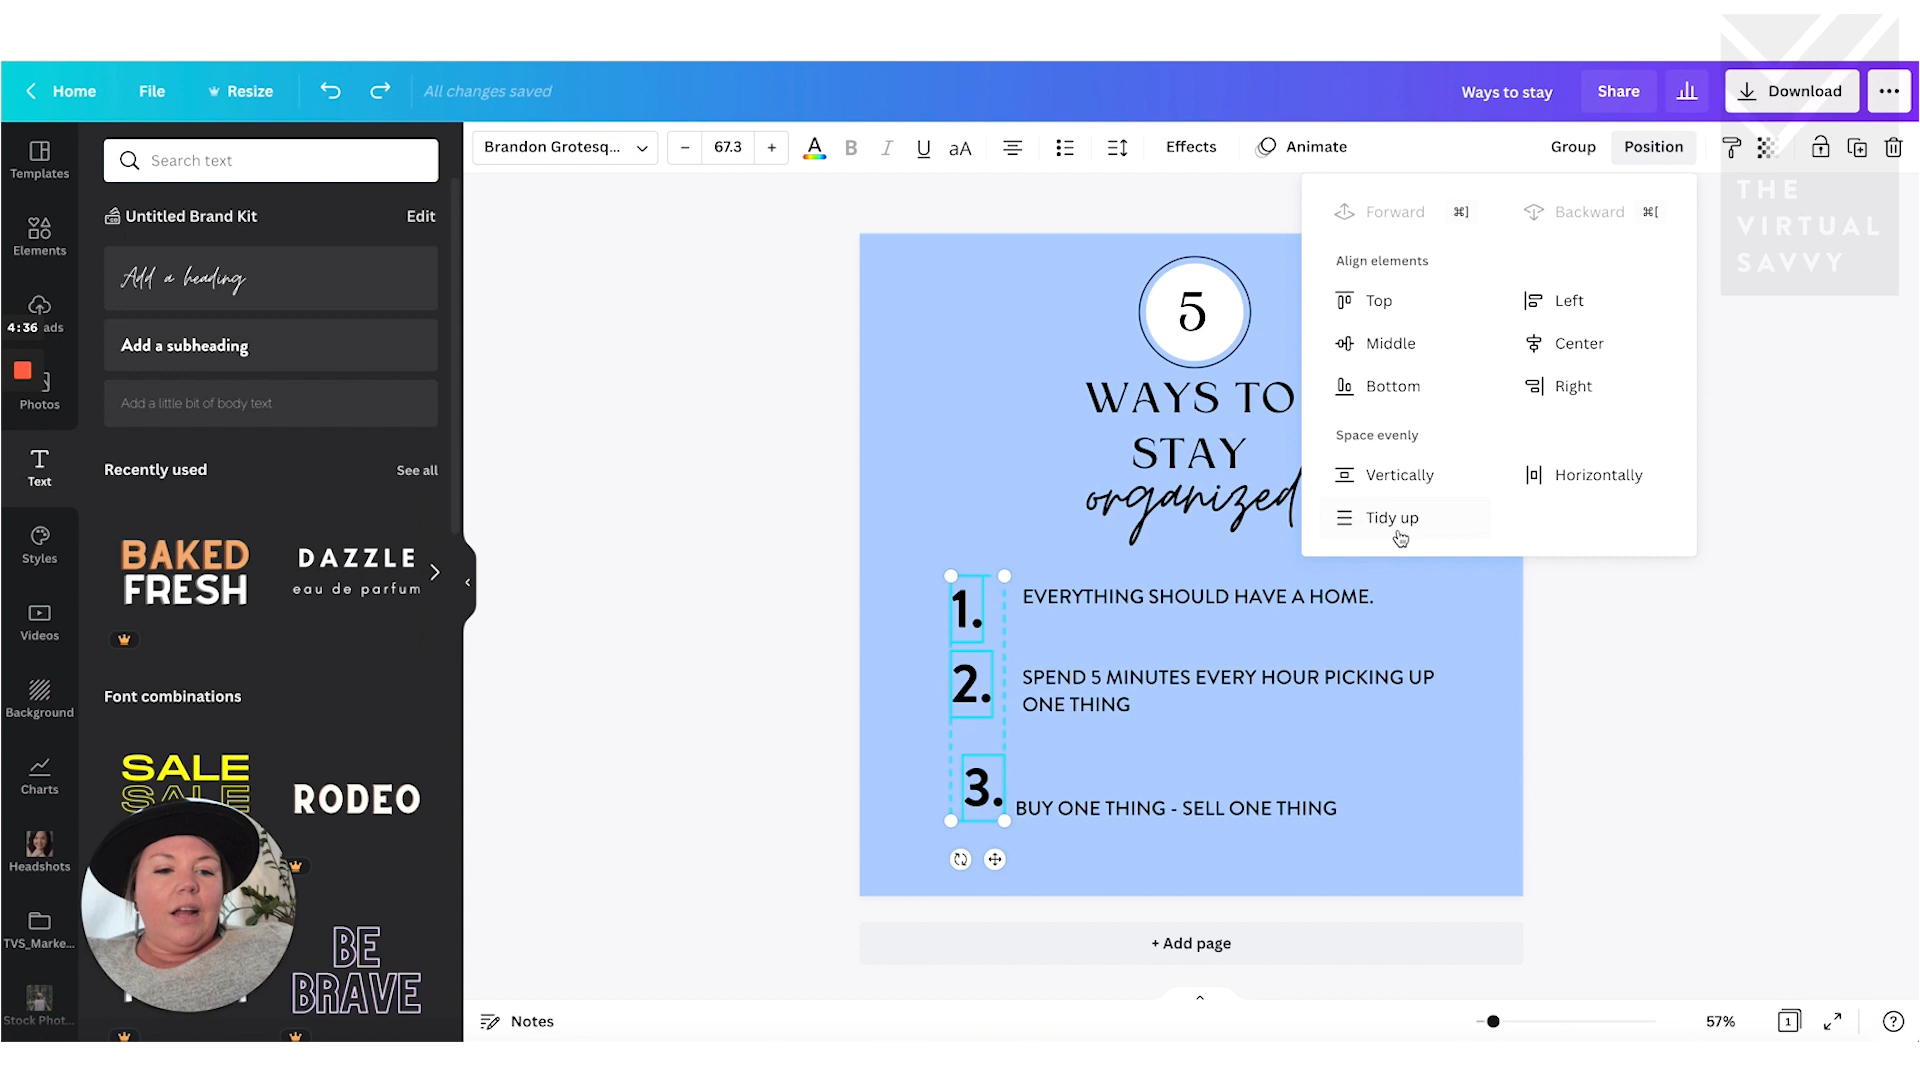 Home
File
Resize
All changes saved
Ways to stay
Share
Download
Templates
Elements
4:36 ads
Photos
Text
Styles
Videos
Background
Charts
Headshots
TVS_Marke...
Stock Phot...
Search text
Untitled Brand Kit
Edit
Add a heading
Add a subheading
Add a little bit of body text
Recently used
See all
BAKED
FRESH
DAZZLE
eau de parfum
Font combinations
SALE
SALE
RODEO
BE
BRAVE
Brandon Grotesq...
67.3
A
B
I
U
aA
Effects
Animate
Group
Position
Forward ⌘]
Backward ⌘[
Align elements
Top
Left
Middle
Center
Bottom
Right
Space evenly
Vertically
Horizontally
Tidy up
THE
VIRTUAL
SAVVY
5
WAYS TO
STAY
organized
1. EVERYTHING SHOULD HAVE A HOME.
2. SPEND 5 MINUTES EVERY HOUR PICKING UP
ONE THING
3. BUY ONE THING - SELL ONE THING
+ Add page
Notes
57%
1